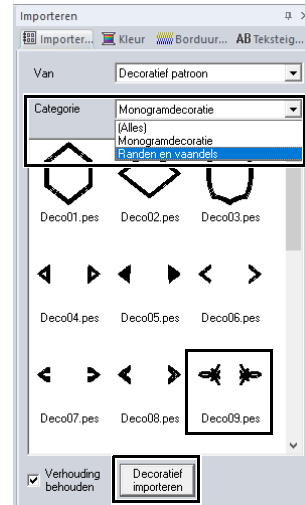 Importeren
Importer... Kleur Borduur... AB Teksteig...
Van Decoratief patroon
Categorie Monogramdecoratie
(Alles)
Monogramdecoratie
Randen en vaandels
Deco01.pes Deco02.pes Deco03.pes
Deco04.pes Deco05.pes Deco06.pes
Deco07.pes Deco08.pes Deco09.pes
Verhouding behouden
Decoratief importeren